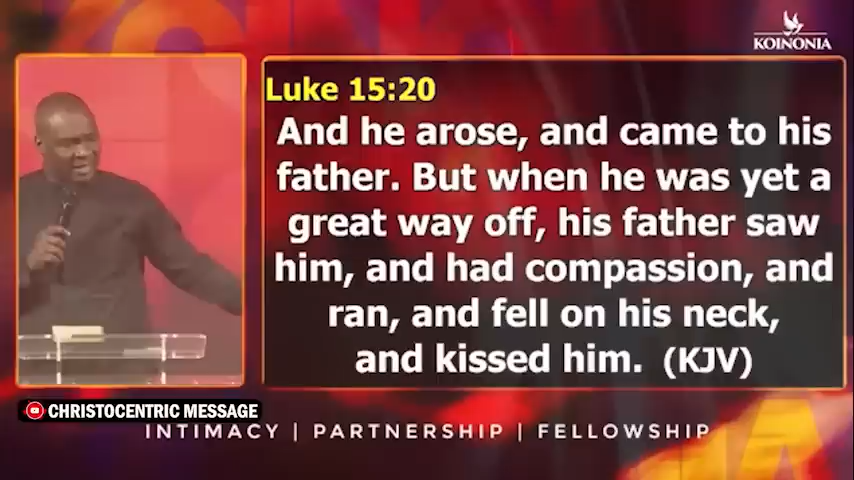 KOINONIA
Luke 15:20
And he arose, and came to his
father. But when he was yet a
great way off, his father saw
him, and had compassion, and
ran, and fell on his neck,
and kissed him. (KJV)
CHRISTOCENTRIC MESSAGE
INTIMACY | PARTNERSHIP | FELLOWSHIP